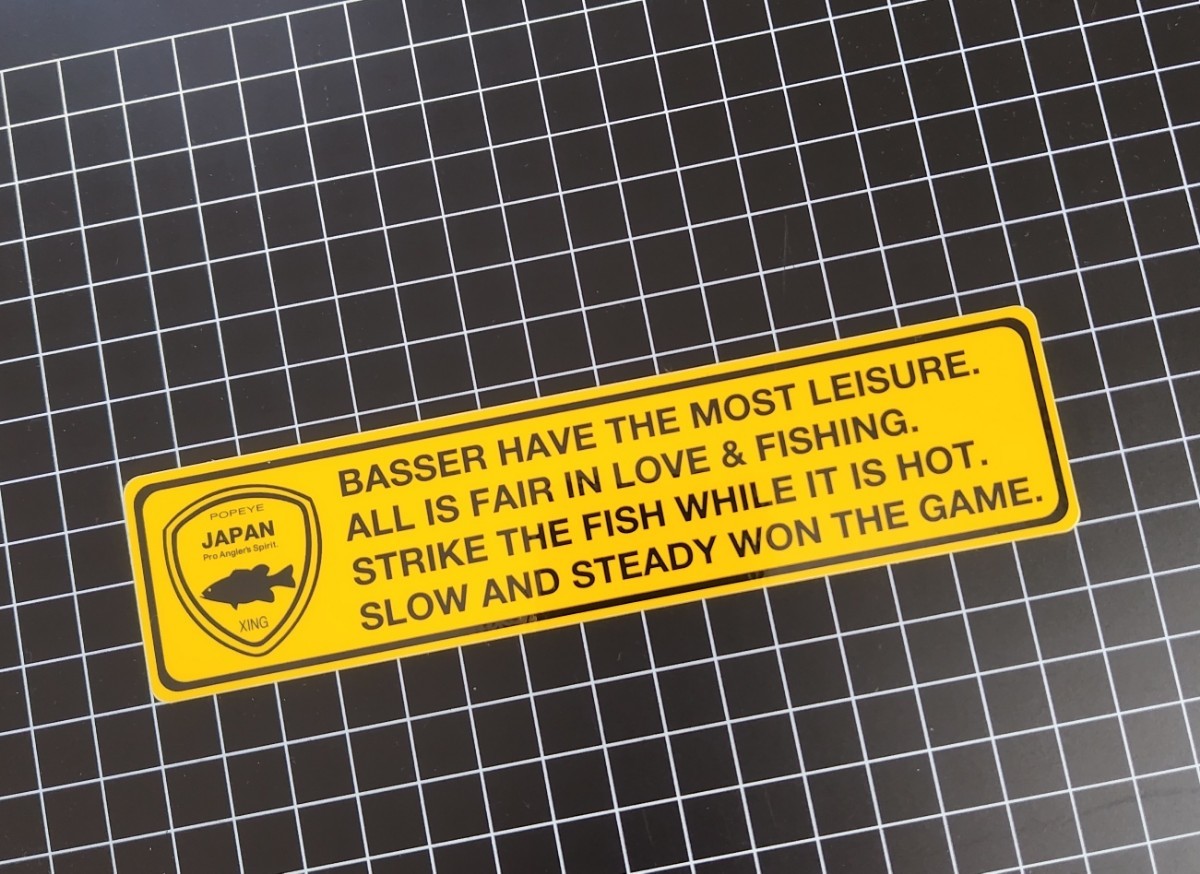 POPEYE
JAPAN
Pro Angler's Spirit.
XING
BASSER HAVE THE MOST LEISURE.
ALL IS FAIR IN LOVE & FISHING.
STRIKE THE FISH WHILE IT IS HOT.
SLOW AND STEADY WON THE GAME.